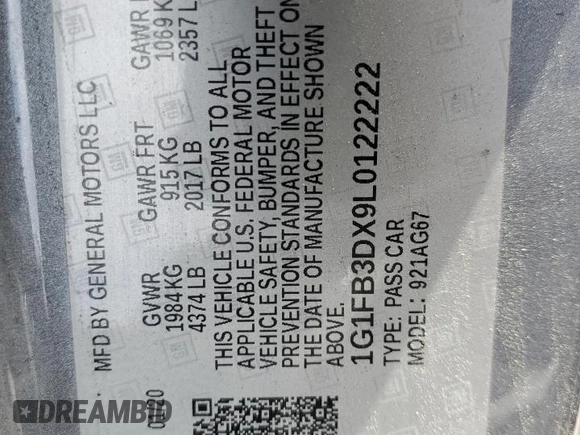 MFD BY GENERAL MOTORS LLC
GVWR GAWR FRT GAWR
1984 KG 915 KG 1069 K
4374 LB 2017 LB 2357 L
THIS VEHICLE CONFORMS TO ALL
APPLICABLE U.S. FEDERAL MOTOR
VEHICLE SAFETY, BUMPER, AND THEFT
PREVENTION STANDARDS IN EFFECT ON
THE DATE OF MANUFACTURE SHOWN
ABOVE.
1G1FB3DX9L0122222
TYPE: PASS CAR
MODEL: 921AG67
DREAMBID